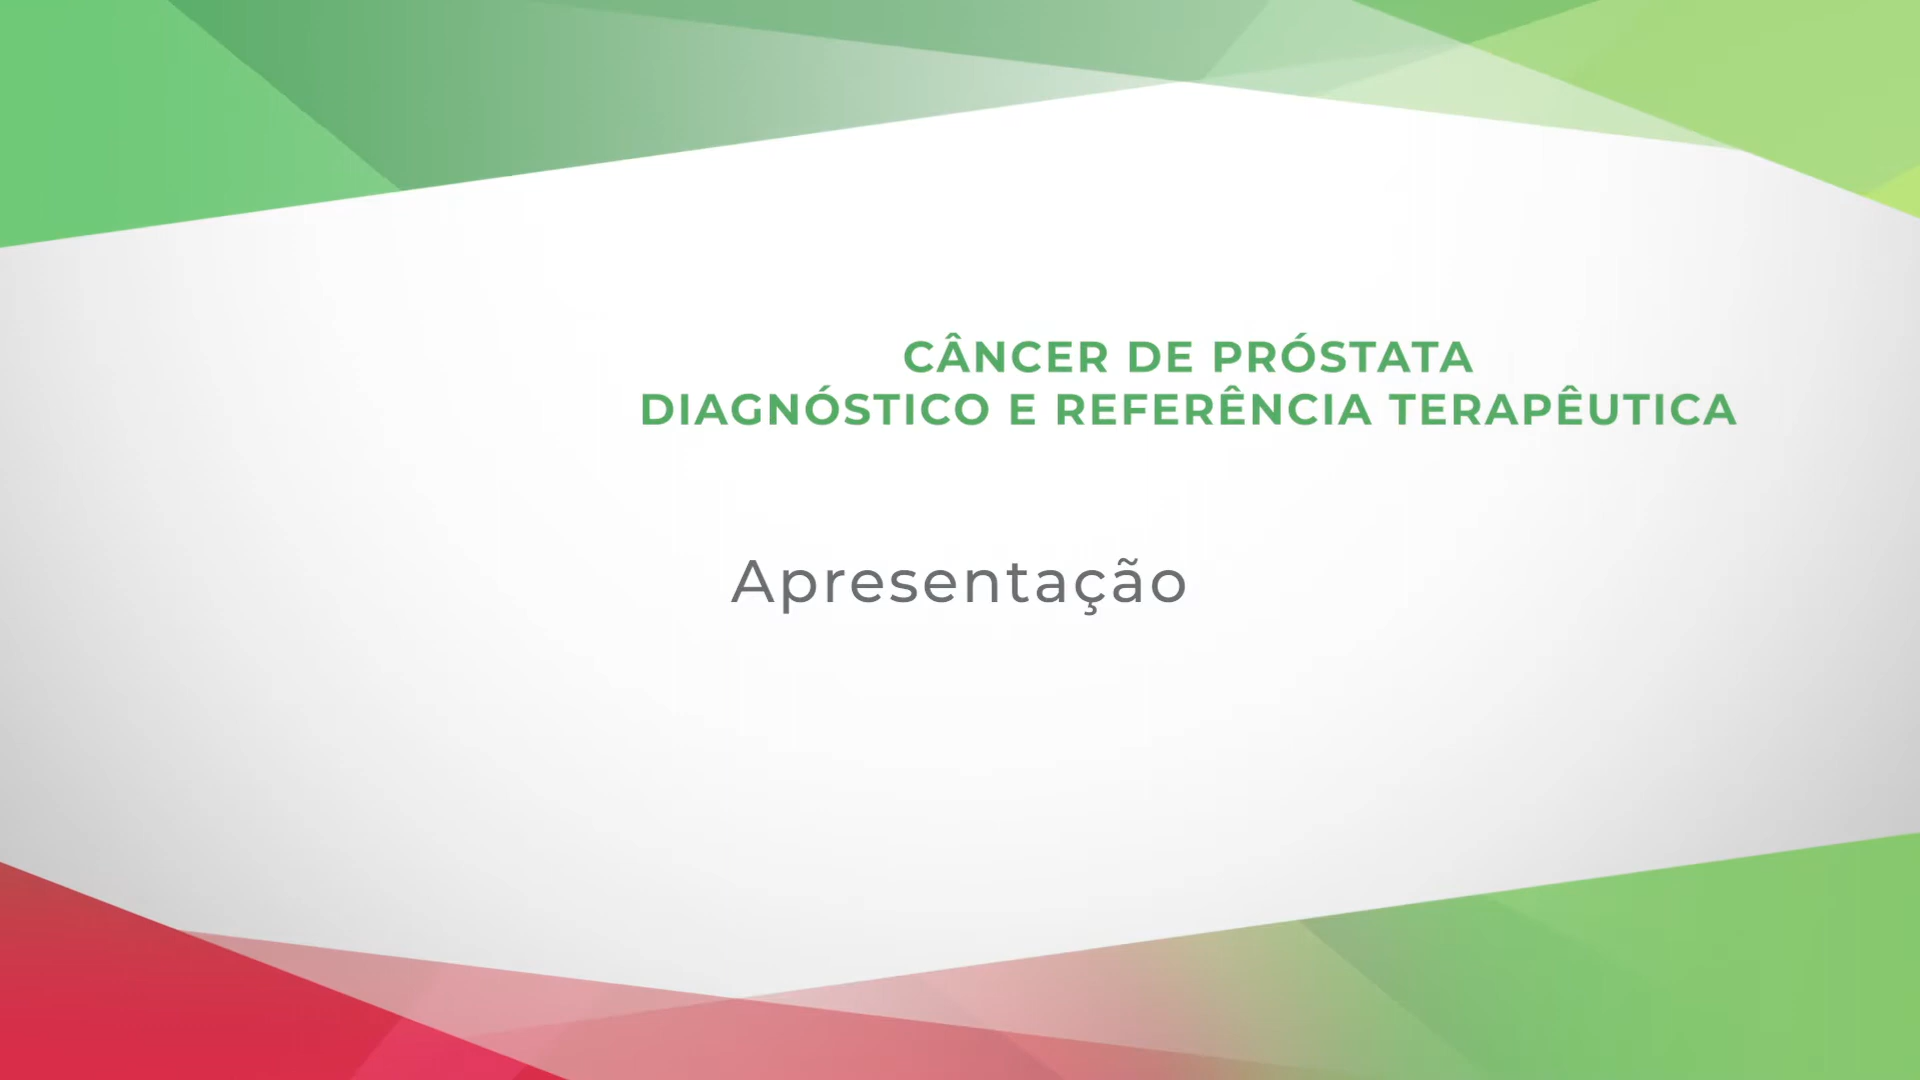 CÂNCER DE PRÓSTATA
DIAGNÓSTICO E REFERÊNCIA TERAPÊUTICA
Apresentação